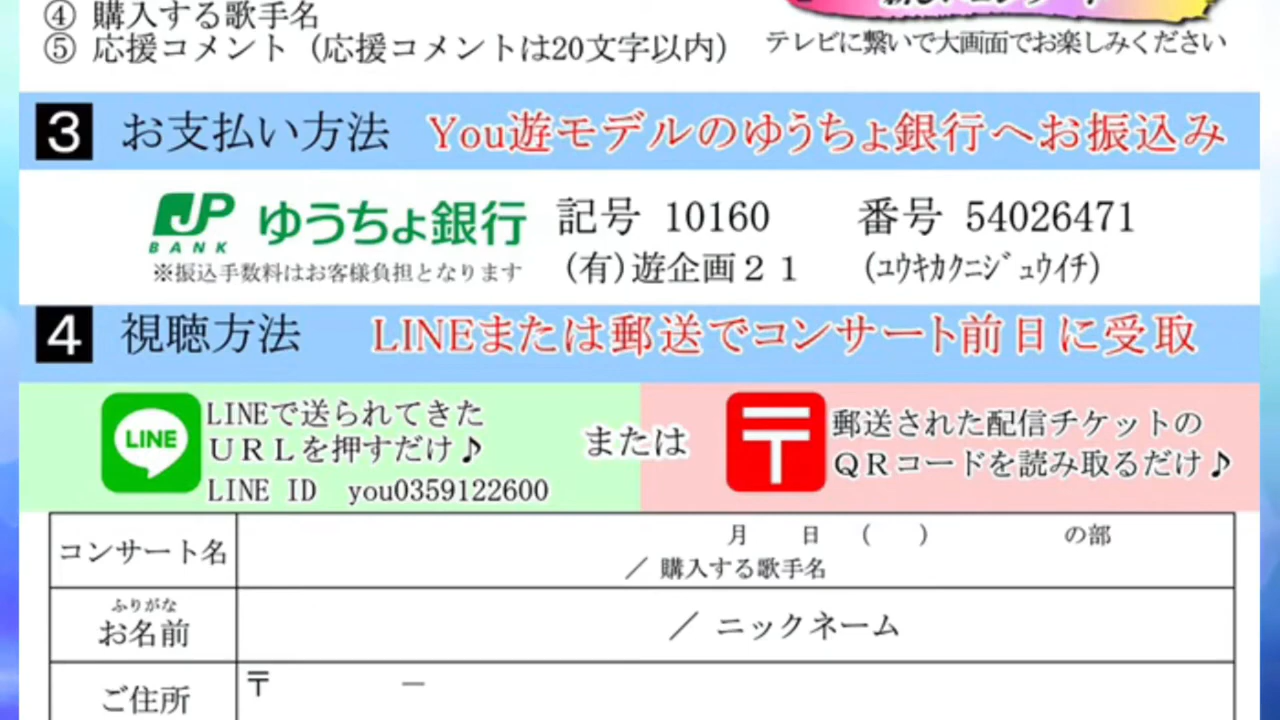 ④ 購入する歌手名
⑤ 応援コメント（応援コメントは20文字以内）
テレビに繋いで大画面でお楽しみください
3 お支払い方法 You遊モデルのゆうちょ銀行へお振込み
JP BANK ゆうちょ銀行 記号 10160 番号 54026471
※振込手数料はお客様負担となります (有)遊企画２１ (ﾕｳｷｶｸﾆｼﾞｭｳｲﾁ)
4 視聴方法 LINEまたは郵送でコンサート前日に受取
LINE
LINEで送られてきた
ＵＲＬを押すだけ♪
LINE ID you0359122600
または
〒
郵送された配信チケットの
ＱＲコードを読み取るだけ♪
コンサート名 月 日 （ ） の部
／ 購入する歌手名
ふりがな
お名前 ／ ニックネーム
ご住所 〒 －